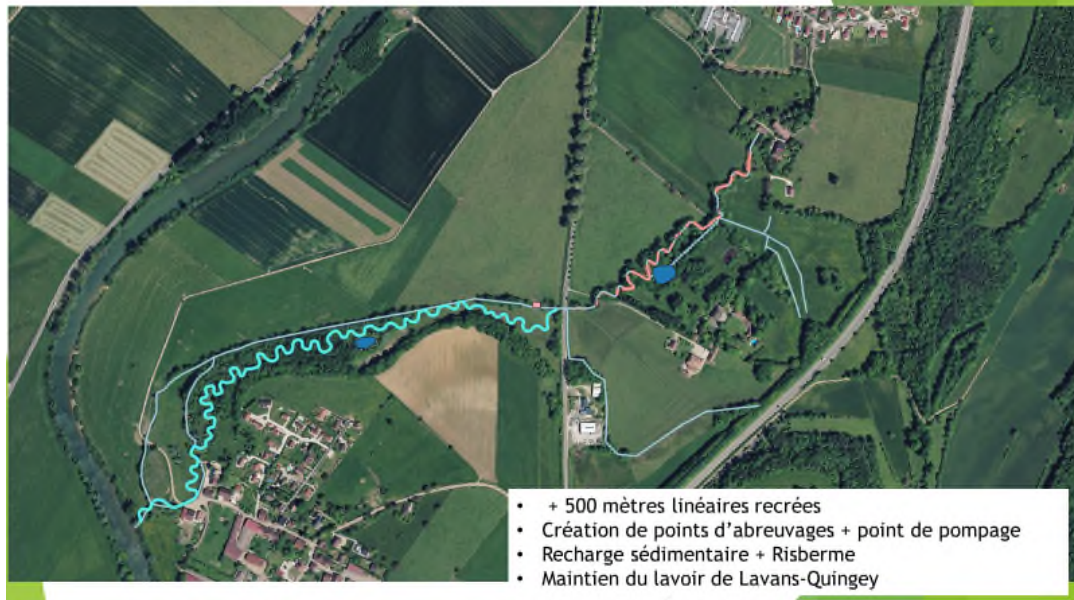 • + 500 mètres linéaires recrées
• Création de points d'abreuvages + point de pompage
• Recharge sédimentaire + Risberme
• Maintien du lavoir de Lavans-Quingey